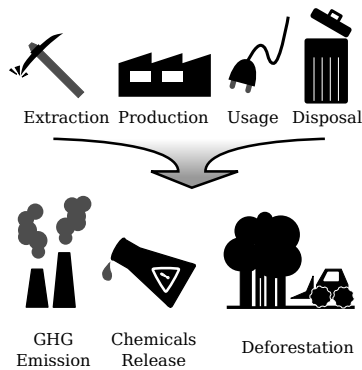 Extraction Production Usage Disposal
GHG Emission
Chemicals Release
Deforestation